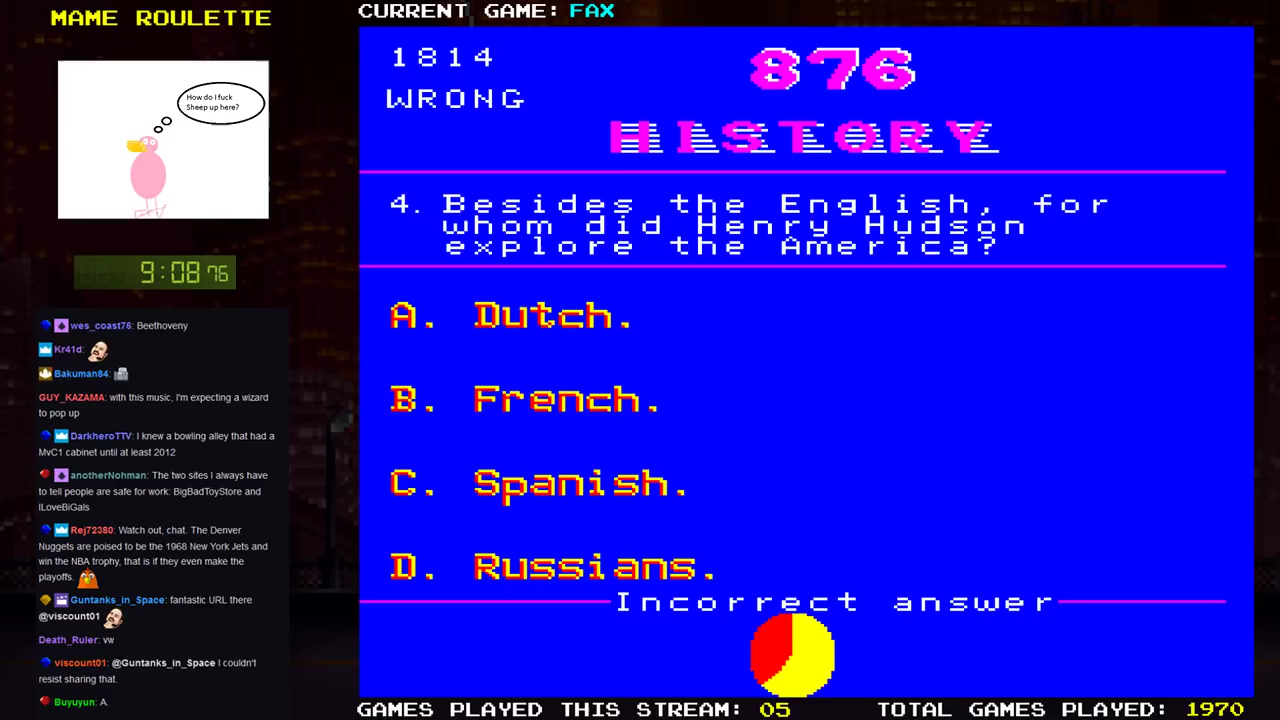 MAME ROULETTE
How do I fuck
Sheep up here?
9:08 76
wes_coast76: Beethoveny
Kr41d:
Bakuman84:
GUY_KAZAMA: with this music, I'm expecting a wizard
to pop up
DarkheroTTV: I knew a bowling alley that had a
MvC1 cabinet until at least 2012
anotherNohman: The two sites I always have
to tell people are safe for work: BigBadToyStore and
ILoveBiGals
Rej72380: Watch out, chat. The Denver
Nuggets are poised to be the 1968 New York Jets and
win the NBA trophy, that is if they even make the
playoffs.
Guntanks_in_Space: fantastic URL there
@viscount01
Death_Ruler: vw
viscount01: @Guntanks_in_Space I couldn't
resist sharing that.
Buyuyun: A.
CURRENT GAME: FAX
1814
876
WRONG
HISTORY
4. Besides the English, for
whom did Henry Hudson
explore the America?
A. Dutch.
B. French.
C. Spanish.
D. Russians.
Incorrect answer
GAMES PLAYED THIS STREAM: 05
TOTAL GAMES PLAYED: 1970